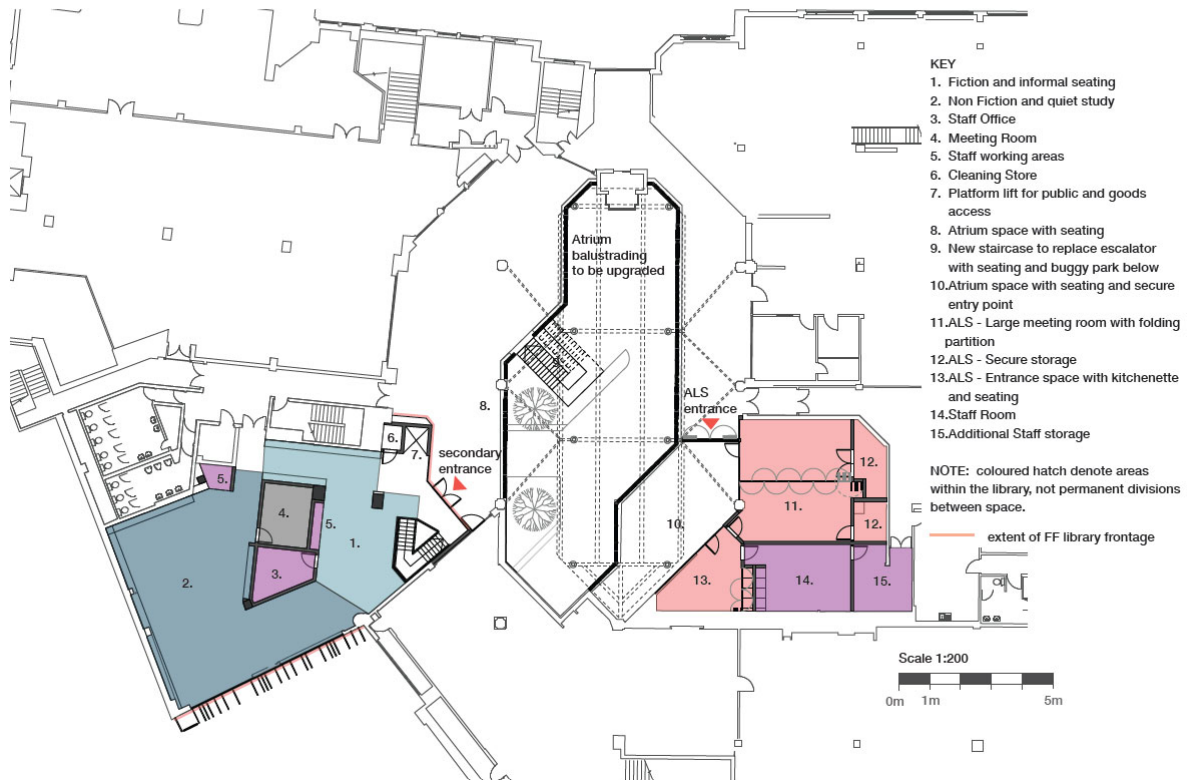 KEY
1. Fiction and informal seating
2. Non Fiction and quiet study
3. Staff Office
4. Meeting Room
5. Staff working areas
6. Cleaning Store
7. Platform lift for public and goods
access
8. Atrium space with seating
9. New staircase to replace escalator
with seating and buggy park below
10.Atrium space with seating and secure
entry point
11.ALS - Large meeting room with folding
partition
12.ALS - Secure storage
13.ALS - Entrance space with kitchenette
and seating
14.Staff Room
15.Additional Staff storage
NOTE: coloured hatch denote areas
within the library, not permanent divisions
between space.
extent of FF library frontage
Scale 1:200
0m 1m 5m
Atrium
balustrading
to be upgraded
ALS
entrance
secondary
entrance
8.
6.
7.
5.
4.
5.
1.
3.
2.
10.
11.
12.
12.
13.
14.
15.